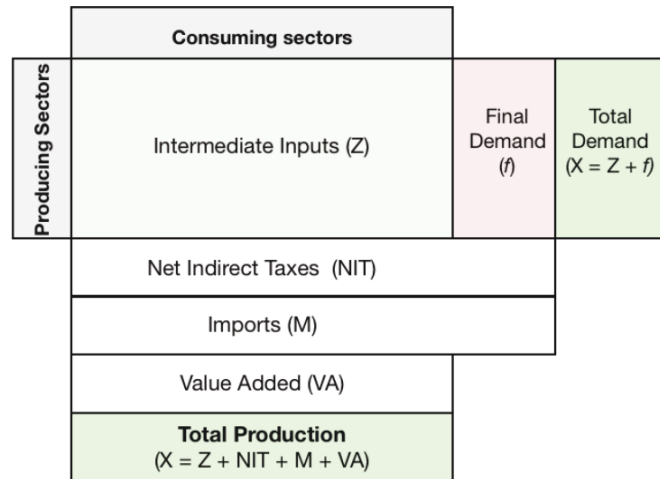 Consuming sectors
Producing Sectors
Intermediate Inputs (Z)
Final
Demand
(f)
Total
Demand
(X = Z + f)
Net Indirect Taxes (NIT)
Imports (M)
Value Added (VA)
Total Production
(X = Z + NIT + M + VA)